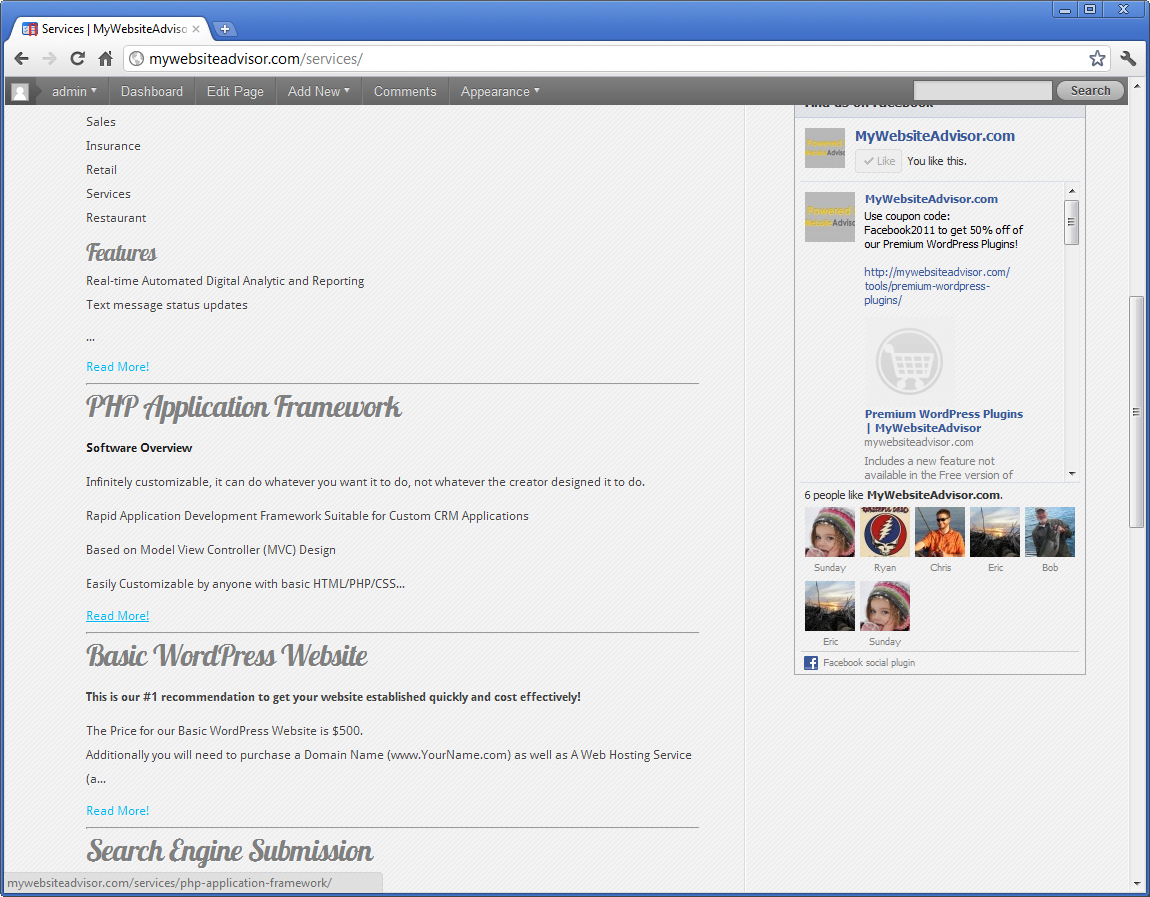 Services | MyWebsiteAdviso
mywebsiteadvisor.com/services/
admin Dashboard Edit Page Add New Comments Appearance Search
Sales
Insurance
Retail
Services
Restaurant
Features
Real-time Automated Digital Analytic and Reporting
Text message status updates
...
Read More!
PHP Application Framework
Software Overview
Infinitely customizable, it can do whatever you want it to do, not whatever the creator designed it to do.
Rapid Application Development Framework Suitable for Custom CRM Applications
Based on Model View Controller (MVC) Design
Easily Customizable by anyone with basic HTML/PHP/CSS...
Read More!
Basic WordPress Website
This is our #1 recommendation to get your website established quickly and cost effectively!
The Price for our Basic WordPress Website is $500.
Additionally you will need to purchase a Domain Name (www.YourName.com) as well as A Web Hosting Service
(a...
Read More!
Search Engine Submission
Find us on Facebook
MyWebsiteAdvisor.com
Like You like this.
MyWebsiteAdvisor.com
Use coupon code:
Facebook2011 to get 50% off of
our Premium WordPress Plugins!
http://mywebsiteadvisor.com/
tools/premium-wordpress-
plugins/
Premium WordPress Plugins
| MyWebsiteAdvisor
mywebsiteadvisor.com
Includes a new feature not
available in the Free version of
6 people like MyWebsiteAdvisor.com.
Sunday Ryan Chris Eric Bob
Eric Sunday
Facebook social plugin
mywebsiteadvisor.com/services/php-application-framework/